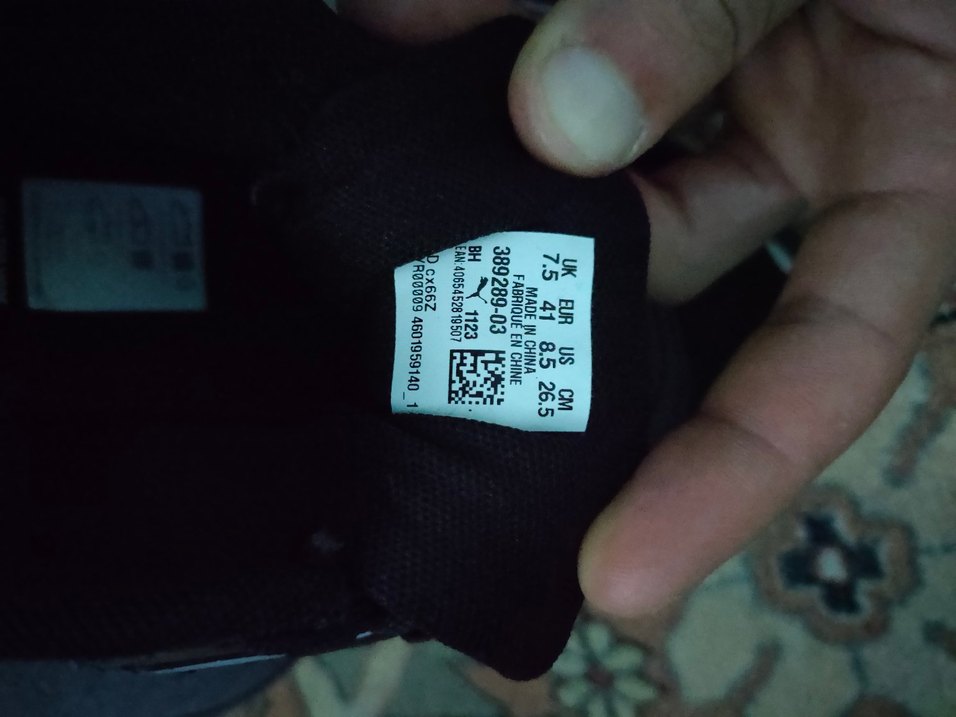 UK EUR US CM
7.5 41 8.5 26.5
MADE IN CHINA
FABRIQUE EN CHINE
389289-03
BH 1123
EAN:4065452819507
D cx66Z
R00009 4601959140_1